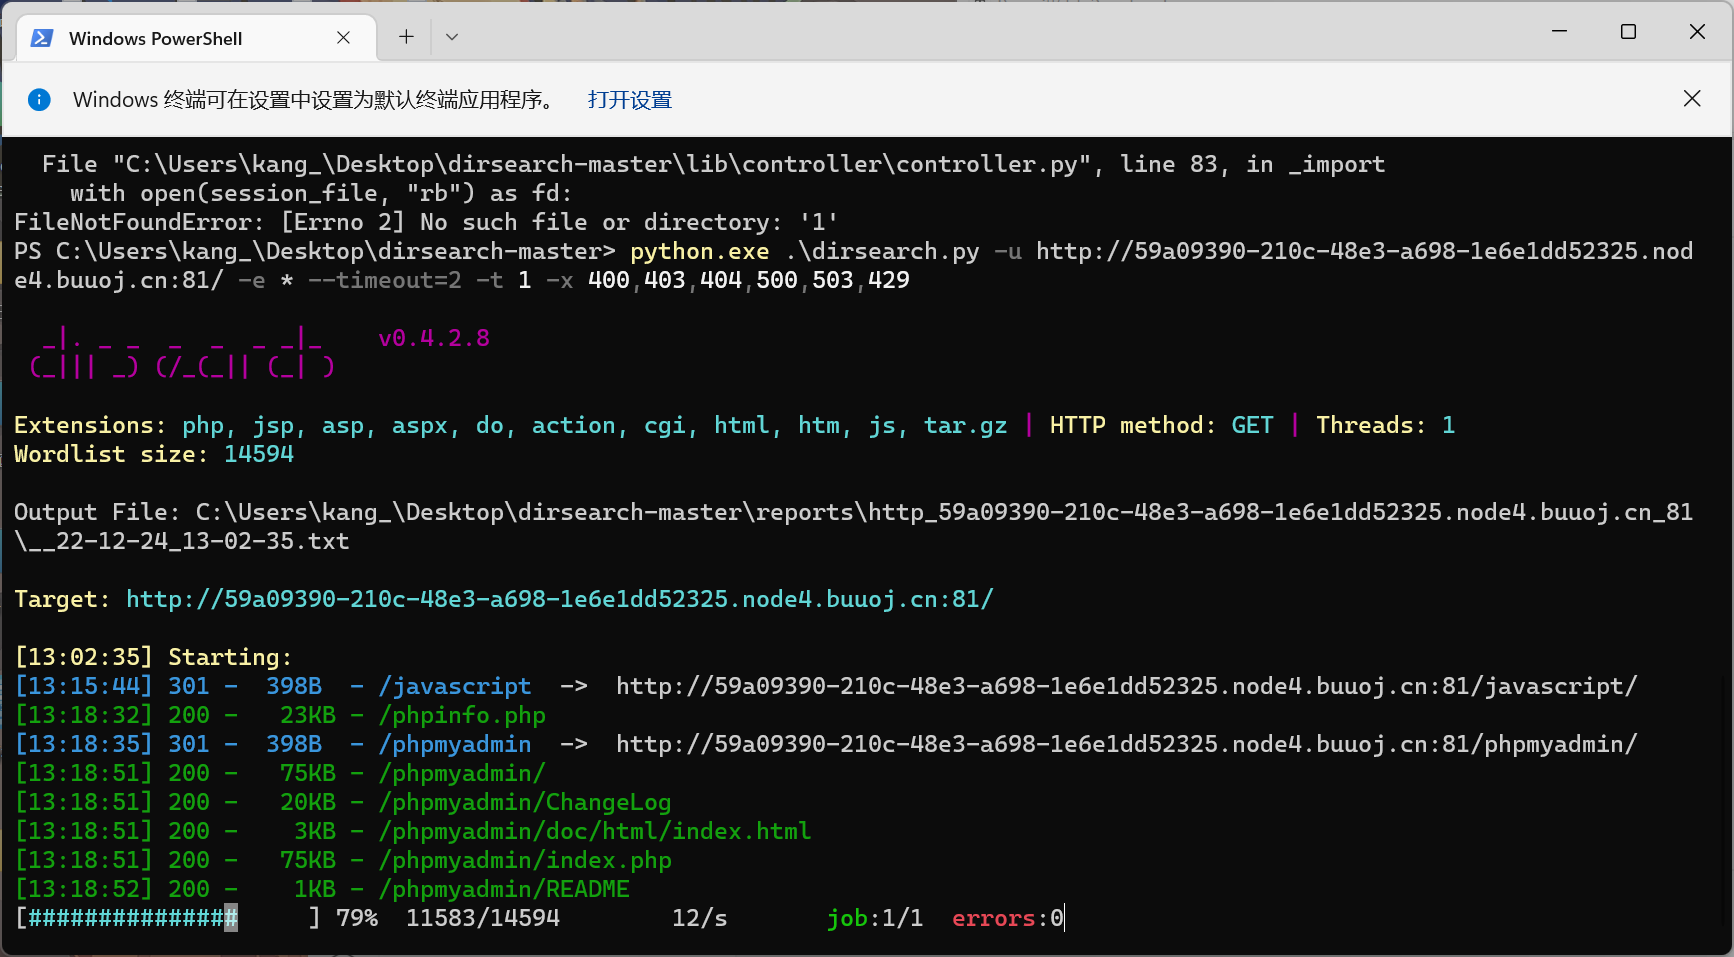 Windows PowerShell
Windows 终端可在设置中设置为默认终端应用程序。 打开设置
  File "C:\Users\kang_\Desktop\dirsearch-master\lib\controller\controller.py", line 83, in _import
    with open(session_file, "rb") as fd:
FileNotFoundError: [Errno 2] No such file or directory: '1'
PS C:\Users\kang_\Desktop\dirsearch-master> python.exe .\dirsearch.py -u http://59a09390-210c-48e3-a698-1e6e1dd52325.nod
e4.buuoj.cn:81/ -e * --timeout=2 -t 1 -x 400,403,404,500,503,429
  _|. _ _  _  _  _ _|_    v0.4.2.8
 (_||| _) (/_(_|| (_| )
Extensions: php, jsp, asp, aspx, do, action, cgi, html, htm, js, tar.gz | HTTP method: GET | Threads: 1
Wordlist size: 14594
Output File: C:\Users\kang_\Desktop\dirsearch-master\reports\http_59a09390-210c-48e3-a698-1e6e1dd52325.node4.buuoj.cn_81
\__22-12-24_13-02-35.txt
Target: http://59a09390-210c-48e3-a698-1e6e1dd52325.node4.buuoj.cn:81/
[13:02:35] Starting:
[13:15:44] 301 -  398B  - /javascript  ->  http://59a09390-210c-48e3-a698-1e6e1dd52325.node4.buuoj.cn:81/javascript/
[13:18:32] 200 -   23KB - /phpinfo.php
[13:18:35] 301 -  398B  - /phpmyadmin  ->  http://59a09390-210c-48e3-a698-1e6e1dd52325.node4.buuoj.cn:81/phpmyadmin/
[13:18:51] 200 -   75KB - /phpmyadmin/
[13:18:51] 200 -   20KB - /phpmyadmin/ChangeLog
[13:18:51] 200 -    3KB - /phpmyadmin/doc/html/index.html
[13:18:51] 200 -   75KB - /phpmyadmin/index.php
[13:18:52] 200 -    1KB - /phpmyadmin/README
[###############     ] 79%  11583/14594        12/s       job:1/1  errors:0